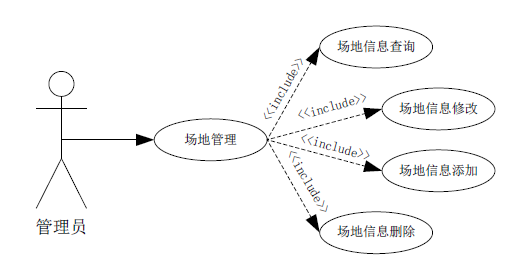 场地信息查询
<<include>>
场地信息修改
<<include>>
场地管理
<<include>>
场地信息添加
<<include>>
管理员
场地信息删除